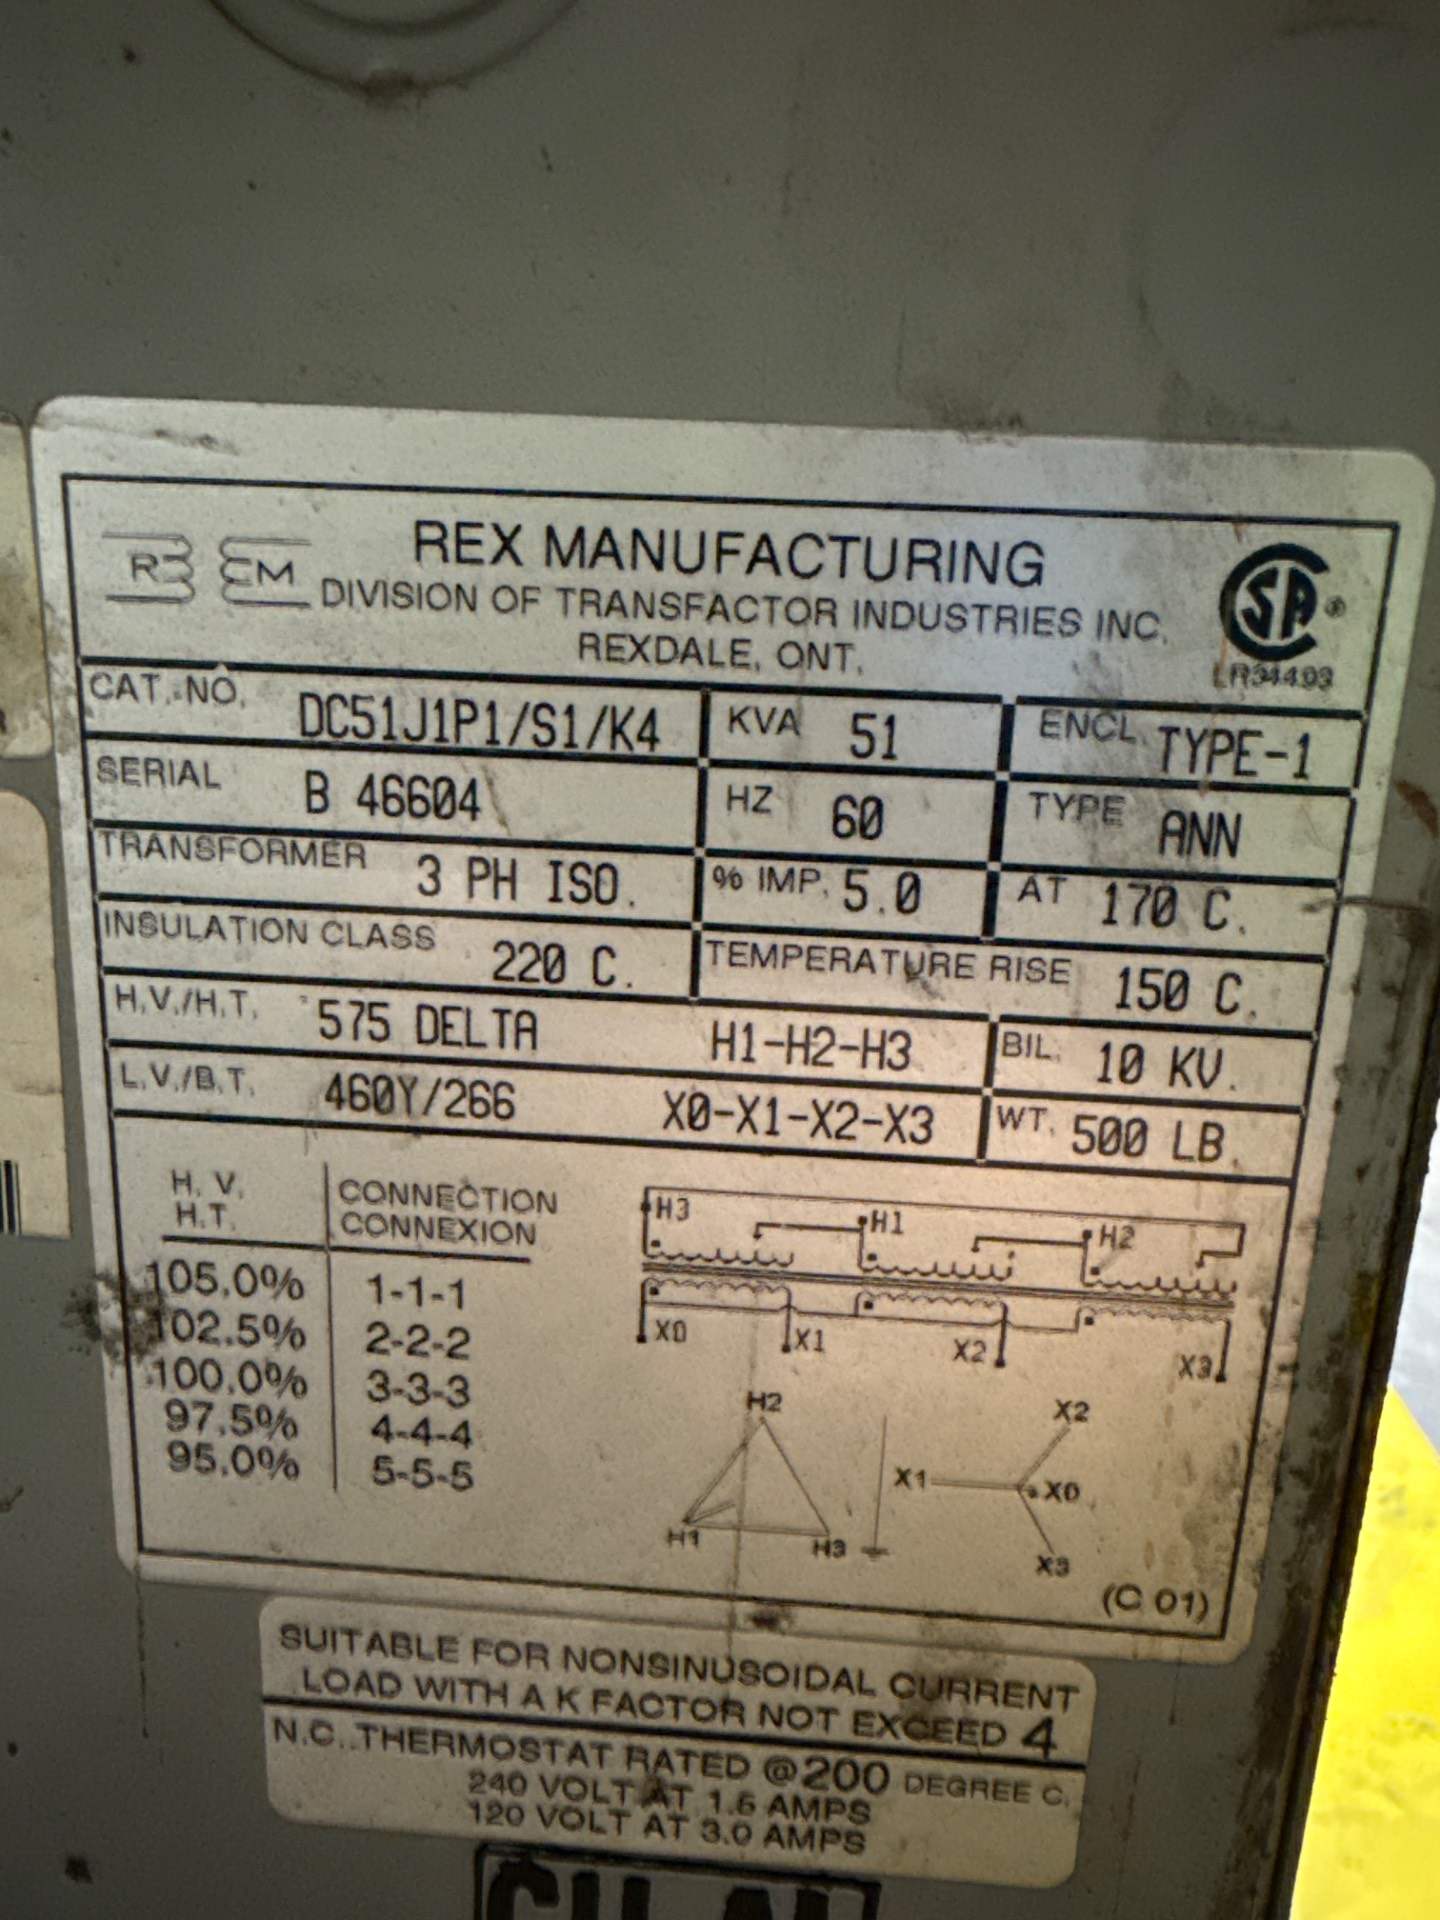 R EM
REX MANUFACTURING
DIVISION OF TRANSFACTOR INDUSTRIES INC.
REXDALE, ONT.
LR34493
CAT. NO. DC51J1P1/S1/K4 KVA 51 ENCL. TYPE-1
SERIAL B 46604 HZ 60 TYPE ANN
TRANSFORMER 3 PH ISO. % IMP. 5.0 AT 170 C.
INSULATION CLASS 220 C. TEMPERATURE RISE 150 C.
H.V./H.T. 575 DELTA H1-H2-H3 BIL. 10 KV.
L.V./B.T. 460Y/266 X0-X1-X2-X3 WT. 500 LB.
H. V. CONNECTION
H.T. CONNEXION
105.0% 1-1-1
102.5% 2-2-2
100.0% 3-3-3
97.5% 4-4-4
95.0% 5-5-5
H3 H1 H2
X0 X1 X2 X3
H2 X2
X1 X0
H1 H3 X3
(C 01)
SUITABLE FOR NONSINUSOIDAL CURRENT
LOAD WITH A K FACTOR NOT EXCEED 4
N.C. THERMOSTAT RATED @ 200 DEGREE C.
240 VOLT AT 1.5 AMPS
120 VOLT AT 3.0 AMPS